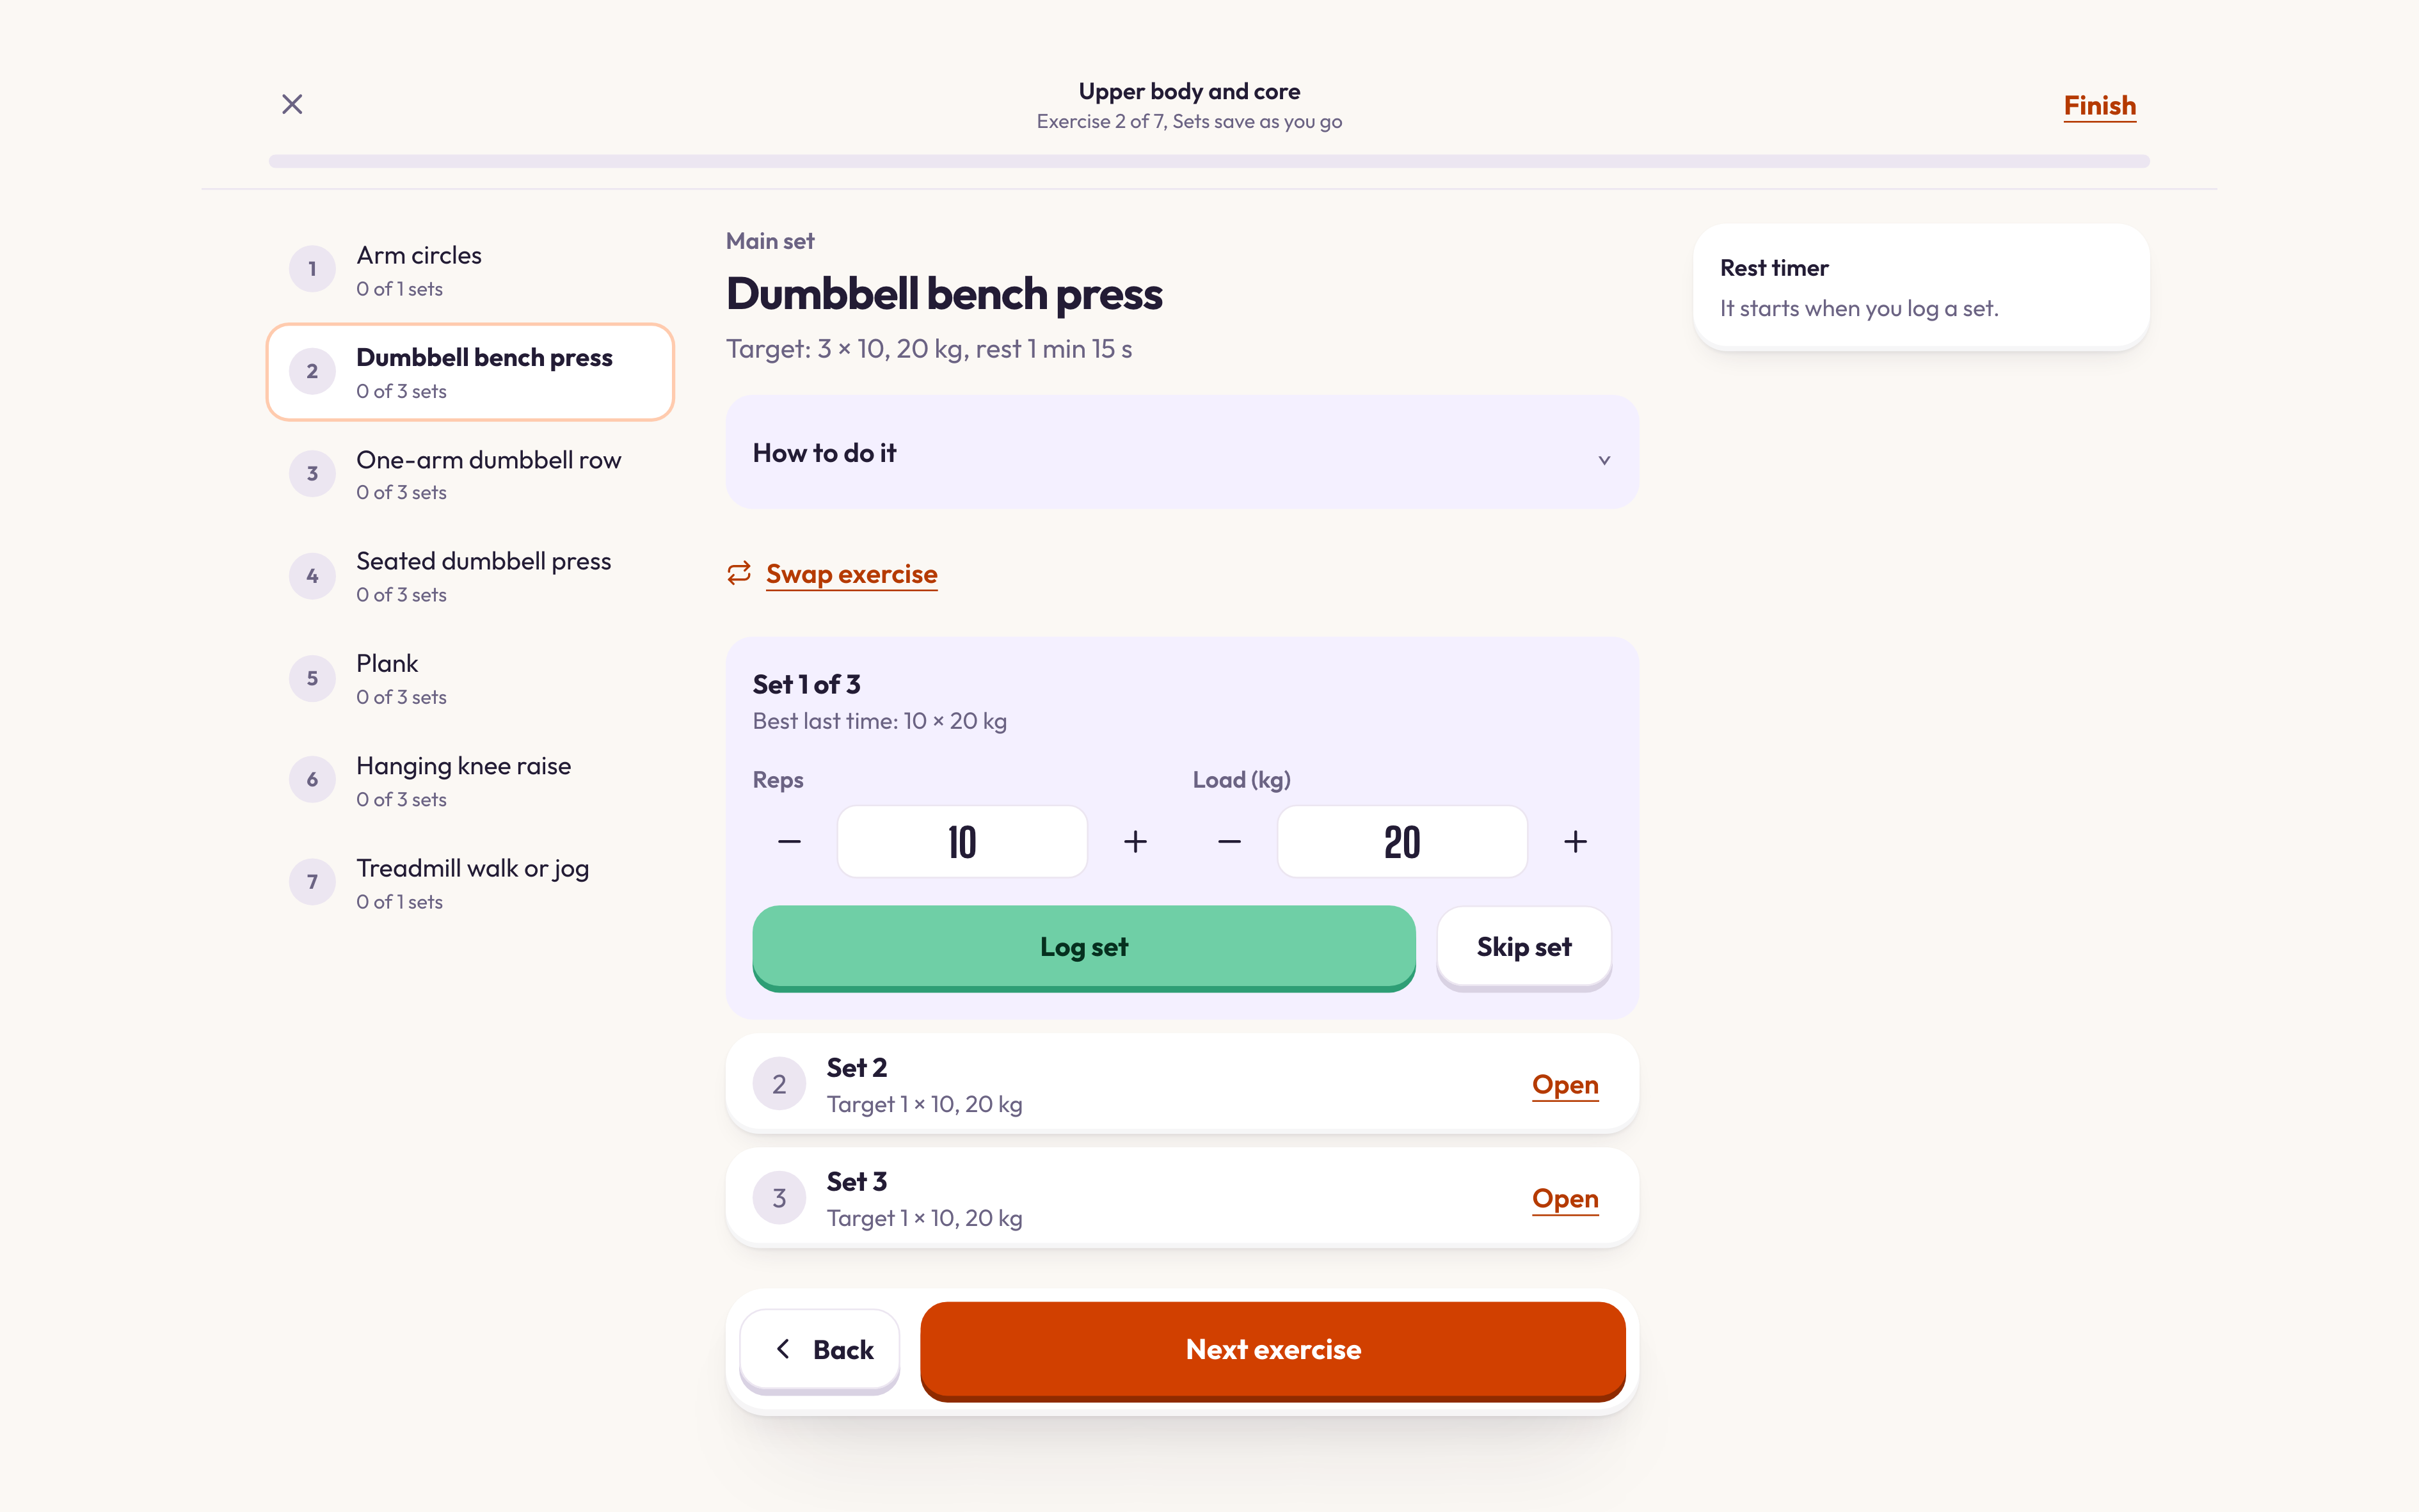 Upper body and core
Exercise 2 of 7, Sets save as you go
Finish
1
Arm circles
0 of 1 sets
2
Dumbbell bench press
0 of 3 sets
3
One-arm dumbbell row
0 of 3 sets
4
Seated dumbbell press
0 of 3 sets
5
Plank
0 of 3 sets
6
Hanging knee raise
0 of 3 sets
7
Treadmill walk or jog
0 of 1 sets
Main set
Dumbbell bench press
Target: 3 × 10, 20 kg, rest 1 min 15 s
How to do it
Swap exercise
Set 1 of 3
Best last time: 10 × 20 kg
Reps
Load (kg)
− 10 +
− 20 +
Log set
Skip set
2
Set 2
Target 1 × 10, 20 kg
Open
3
Set 3
Target 1 × 10, 20 kg
Open
Back
Next exercise
Rest timer
It starts when you log a set.